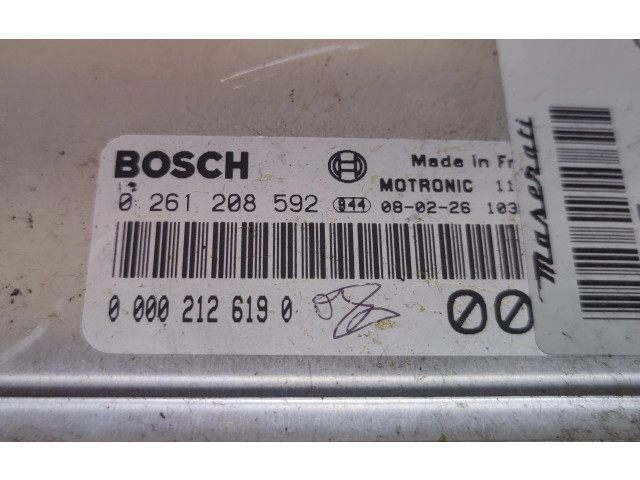 BOSCH
Made in Fr
MOTRONIC 11
0 261 208 592 944 08-02-26 103
0 000 212 619 0
00
Maserati